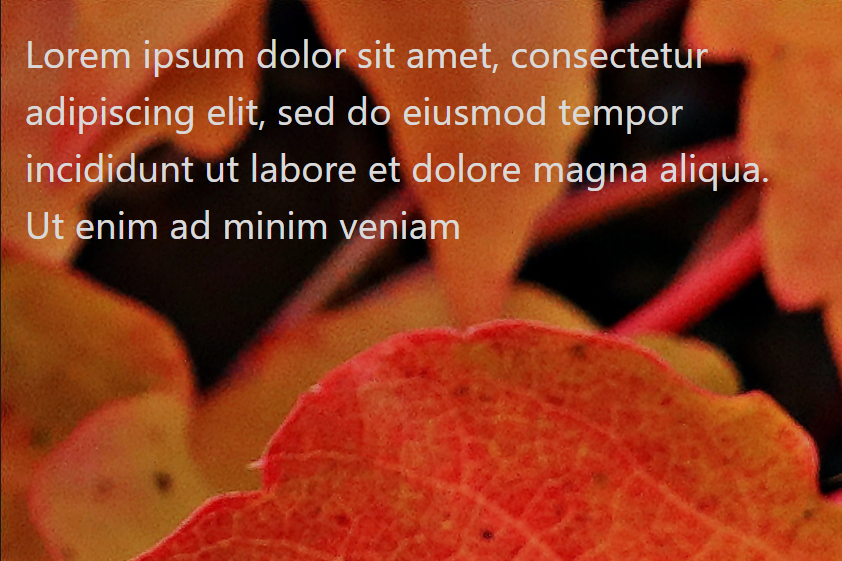 Lorem ipsum dolor sit amet, consectetur
adipiscing elit, sed do eiusmod tempor
incididunt ut labore et dolore magna aliqua.
Ut enim ad minim veniam